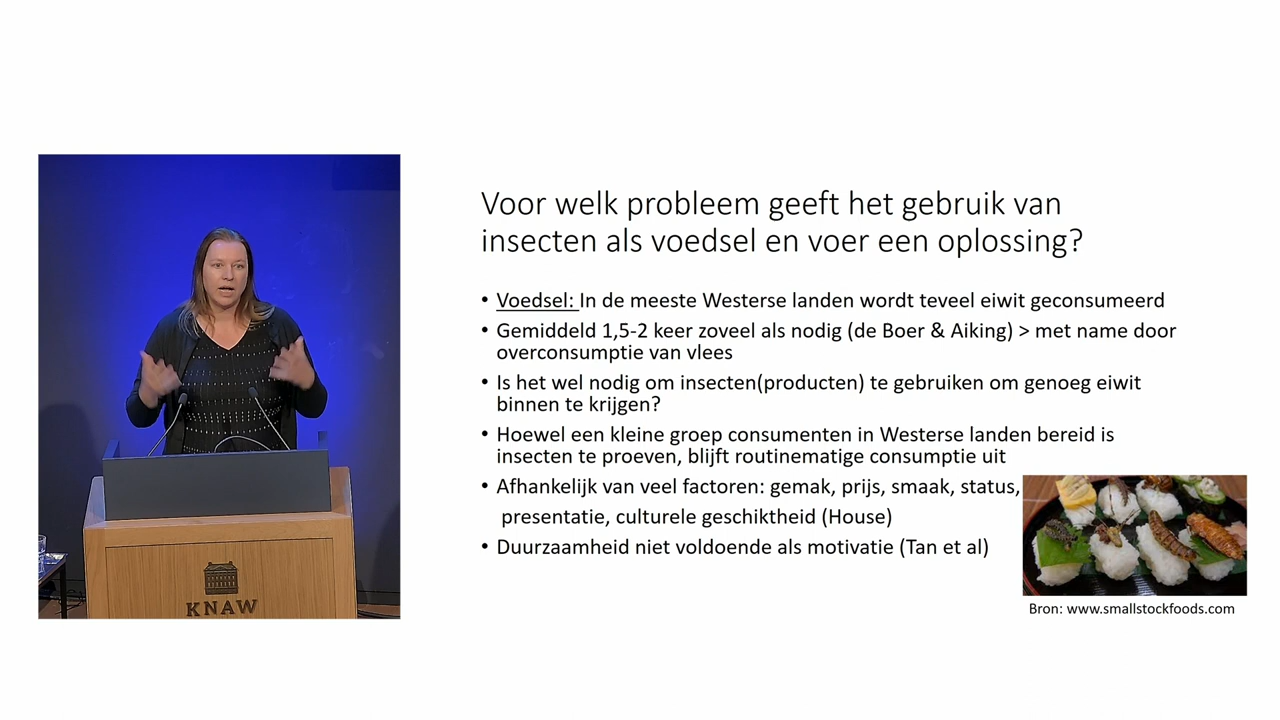 Voor welk probleem geeft het gebruik van
insecten als voedsel en voer een oplossing?
• Voedsel: In de meeste Westerse landen wordt teveel eiwit geconsumeerd
• Gemiddeld 1,5-2 keer zoveel als nodig (de Boer & Aiking) > met name door
overconsumptie van vlees
• Is het wel nodig om insecten(producten) te gebruiken om genoeg eiwit
binnen te krijgen?
• Hoewel een kleine groep consumenten in Westerse landen bereid is
insecten te proeven, blijft routinematige consumptie uit
• Afhankelijk van veel factoren: gemak, prijs, smaak, status,
presentatie, culturele geschiktheid (House)
• Duurzaamheid niet voldoende als motivatie (Tan et al)
Bron: www.smallstockfoods.com
KNAW